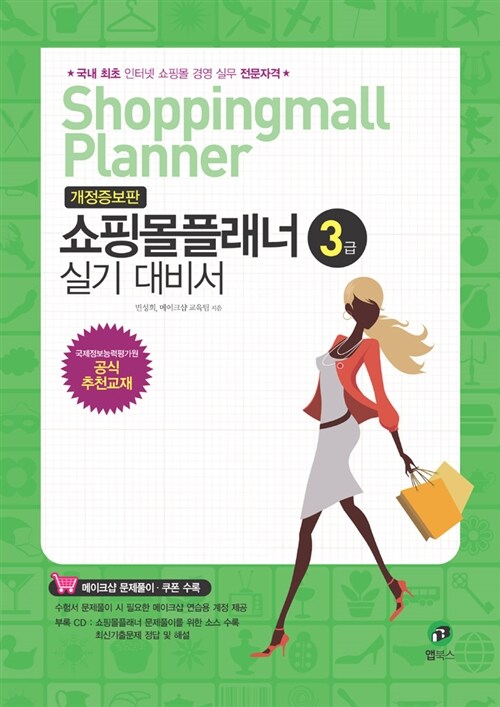 ★ 국내 최초 인터넷 쇼핑몰 경영 실무 전문자격 ★
Shoppingmall
Planner
개정증보판
쇼핑몰플래너 3급
실기 대비서
민성희, 메이크샵 교육팀 지음
국제정보능력평가원
공식
추천교재
메이크샵 문제풀이 · 쿠폰 수록
수험서 문제풀이 시 필요한 메이크샵 연습용 계정 제공
부록 CD : 쇼핑몰플래너 문제풀이를 위한 소스 수록
최신기출문제 정답 및 해설
앱북스